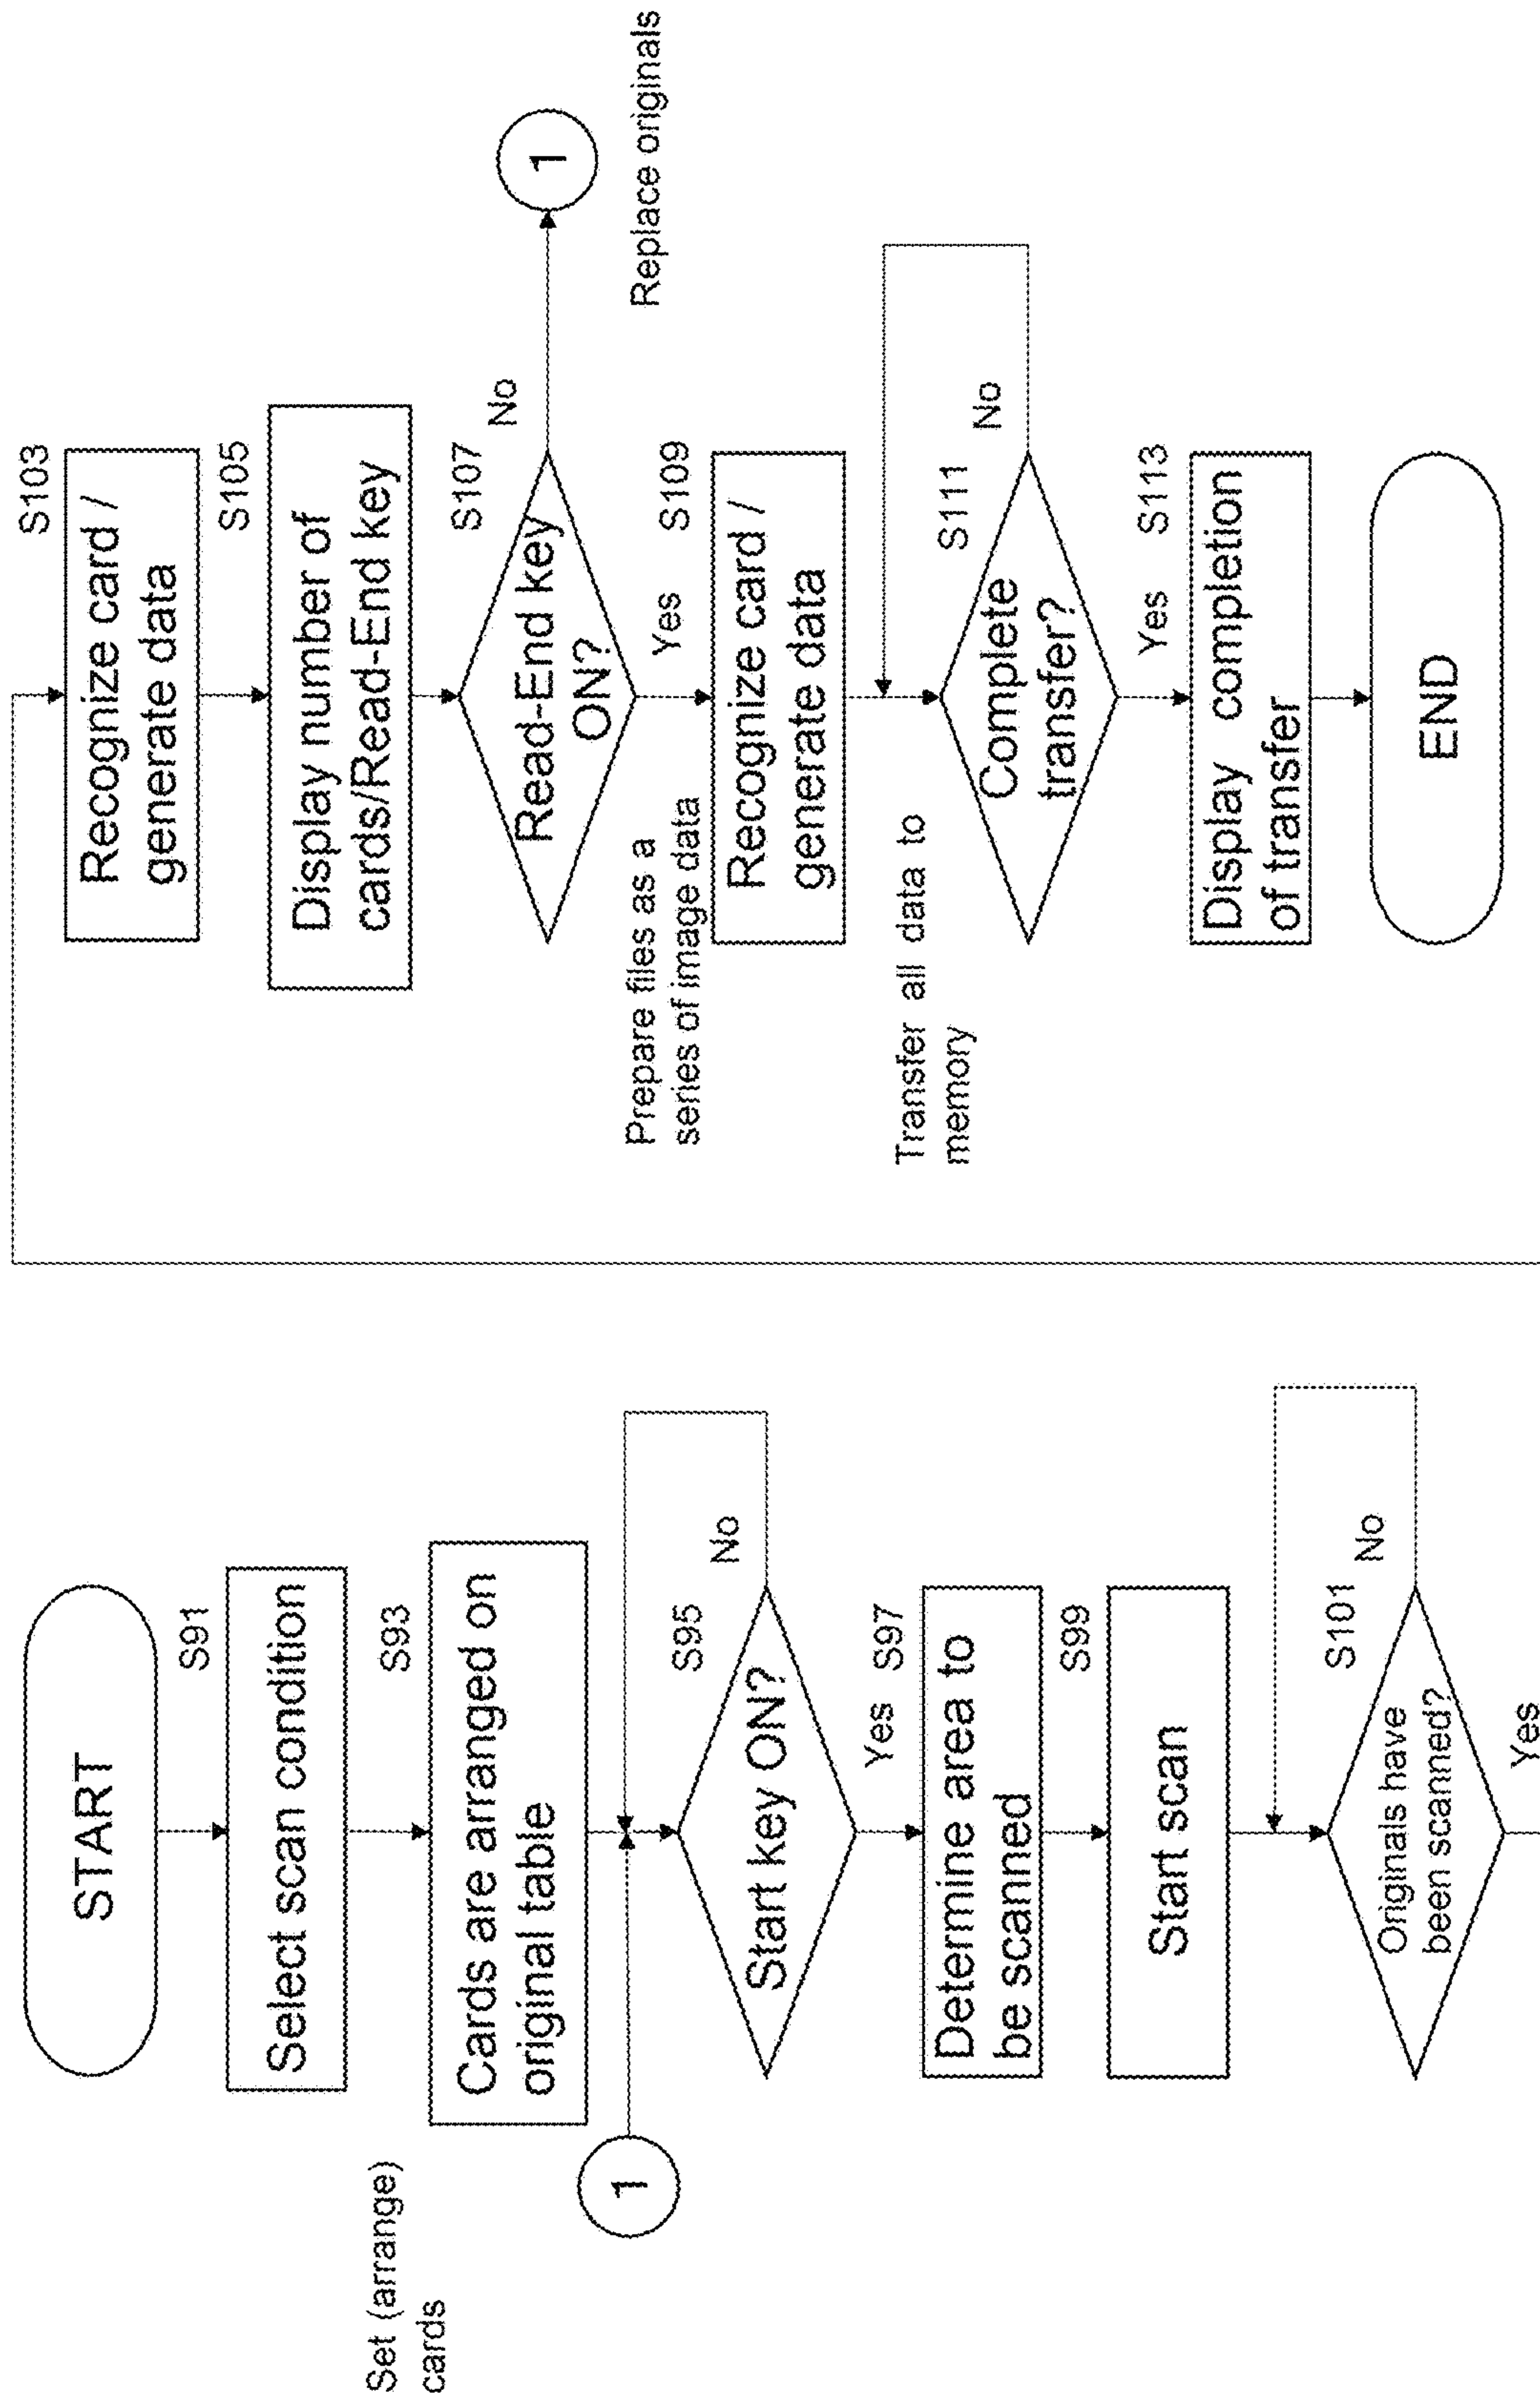 START
S91
Select scan condition
Set (arrange)
cards
S93
Cards are arranged on
original table
1
S95
Start key ON?
No
Yes
S97
Determine area to
be scanned
S99
Start scan
S101
Originals have
been scanned?
No
Yes
S103
Recognize card /
generate data
S105
Display number of
cards/Read-End key
S107
Read-End key
ON?
No
1
Replace originals
Yes
Prepare files as a
series of image data
S109
Recognize card /
generate data
Transfer all data to
memory
S111
Complete
transfer?
No
Yes
S113
Display completion
of transfer
END